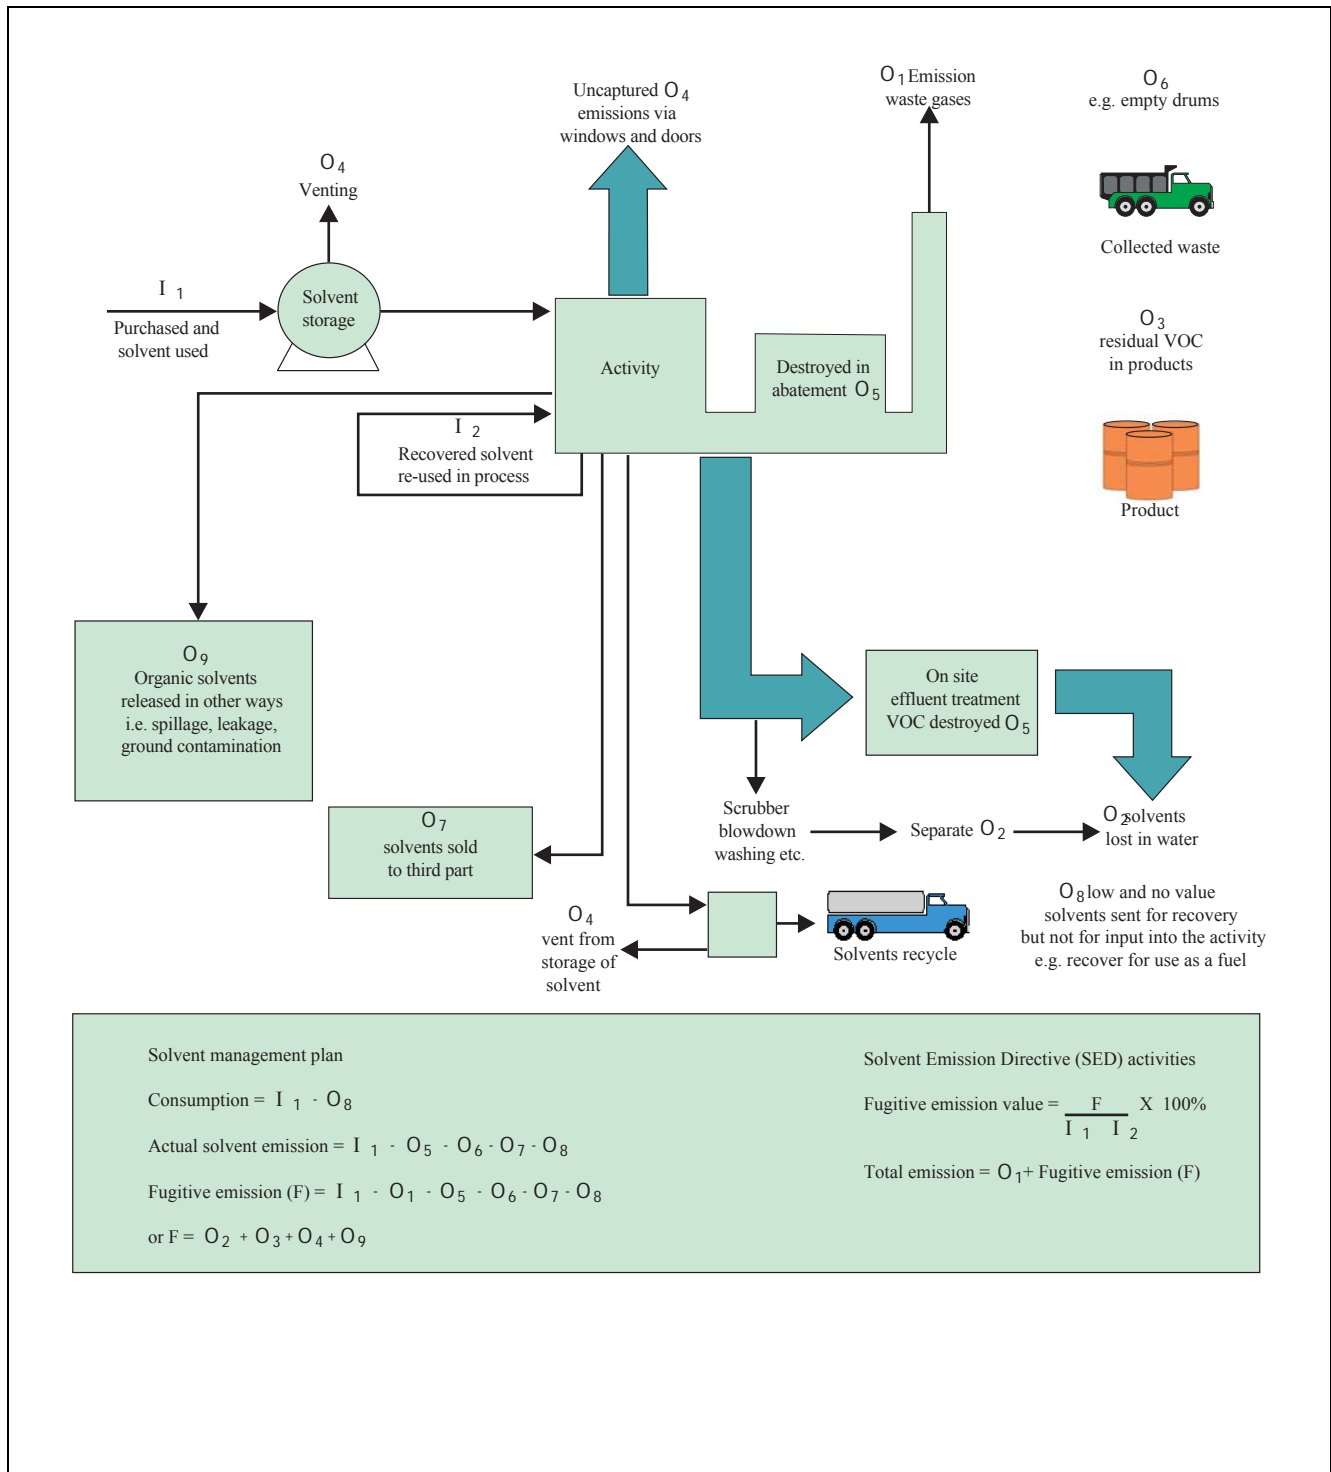 Uncaptured O4
emissions via
windows and doors
O1 Emission
waste gases
O6
e.g. empty drums
O4
Venting
Collected waste
I 1
Purchased and
solvent used
Solvent
storage
O3
residual VOC
in products
Activity
Destroyed in
abatement O5
I 2
Recovered solvent
re-used in process
Product
O9
Organic solvents
released in other ways
i.e. spillage, leakage,
ground contamination
On site
effluent treatment
VOC destroyed O5
O7
solvents sold
to third part
Scrubber
blowdown
washing etc.
Separate O2
O2 solvents
lost in water
O4
vent from
storage of
solvent
Solvents recycle
O8 low and no value
solvents sent for recovery
but not for input into the activity
e.g. recover for use as a fuel
Solvent management plan
Consumption = I 1 - O8
Actual solvent emission = I 1 - O5 - O6 - O7 - O8
Fugitive emission (F) = I 1 - O1 - O5 - O6 - O7 - O8
or F = O2 + O3 + O4 + O9
Solvent Emission Directive (SED) activities
Fugitive emission value = F X 100%
I 1 I 2
Total emission = O1 + Fugitive emission (F)